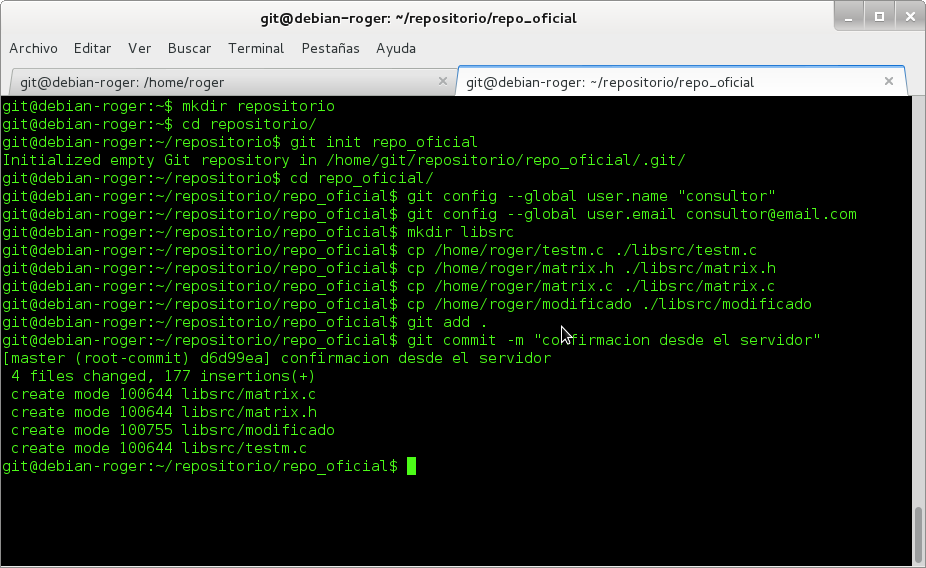 git@debian-roger: ~/repositorio/repo_oficial
Archivo Editar Ver Buscar Terminal Pestañas Ayuda
git@debian-roger: /home/roger
git@debian-roger: ~/repositorio/repo_oficial
git@debian-roger:~$ mkdir repositorio
git@debian-roger:~$ cd repositorio/
git@debian-roger:~/repositorio$ git init repo_oficial
Initialized empty Git repository in /home/git/repositorio/repo_oficial/.git/
git@debian-roger:~/repositorio$ cd repo_oficial/
git@debian-roger:~/repositorio/repo_oficial$ git config --global user.name "consultor"
git@debian-roger:~/repositorio/repo_oficial$ git config --global user.email consultor@email.com
git@debian-roger:~/repositorio/repo_oficial$ mkdir libsrc
git@debian-roger:~/repositorio/repo_oficial$ cp /home/roger/testm.c ./libsrc/testm.c
git@debian-roger:~/repositorio/repo_oficial$ cp /home/roger/matrix.h ./libsrc/matrix.h
git@debian-roger:~/repositorio/repo_oficial$ cp /home/roger/matrix.c ./libsrc/matrix.c
git@debian-roger:~/repositorio/repo_oficial$ cp /home/roger/modificado ./libsrc/modificado
git@debian-roger:~/repositorio/repo_oficial$ git add .
git@debian-roger:~/repositorio/repo_oficial$ git commit -m "confirmacion desde el servidor"
[master (root-commit) d6d99ea] confirmacion desde el servidor
 4 files changed, 177 insertions(+)
 create mode 100644 libsrc/matrix.c
 create mode 100644 libsrc/matrix.h
 create mode 100755 libsrc/modificado
 create mode 100644 libsrc/testm.c
git@debian-roger:~/repositorio/repo_oficial$